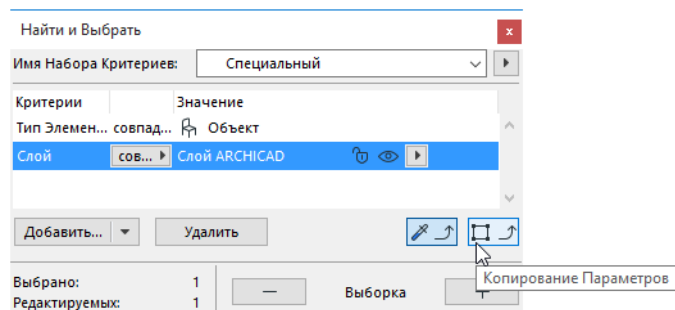 Найти и Выбрать
x
Имя Набора Критериев: Специальный
Критерии Значение
Тип Элемен... совпад... Объект
Слой сов... Слой ARCHICAD
Добавить... Удалить
Копирование Параметров
Выбрано: 1
Редактируемых: 1
— Выборка +